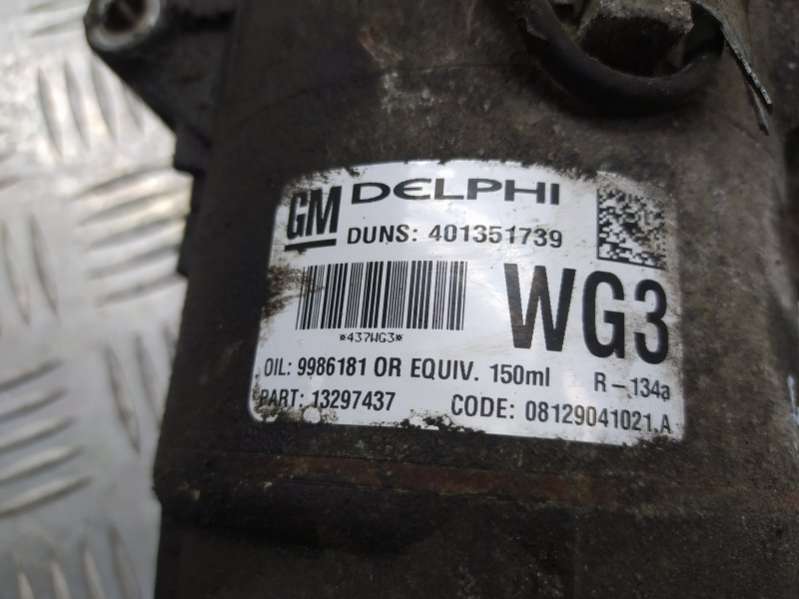 GM DELPHI
DUNS: 401351739
WG3
*437WG3*
OIL: 9986181 OR EQUIV. 150ml R-134a
PART: 13297437 CODE: 08129041021.A